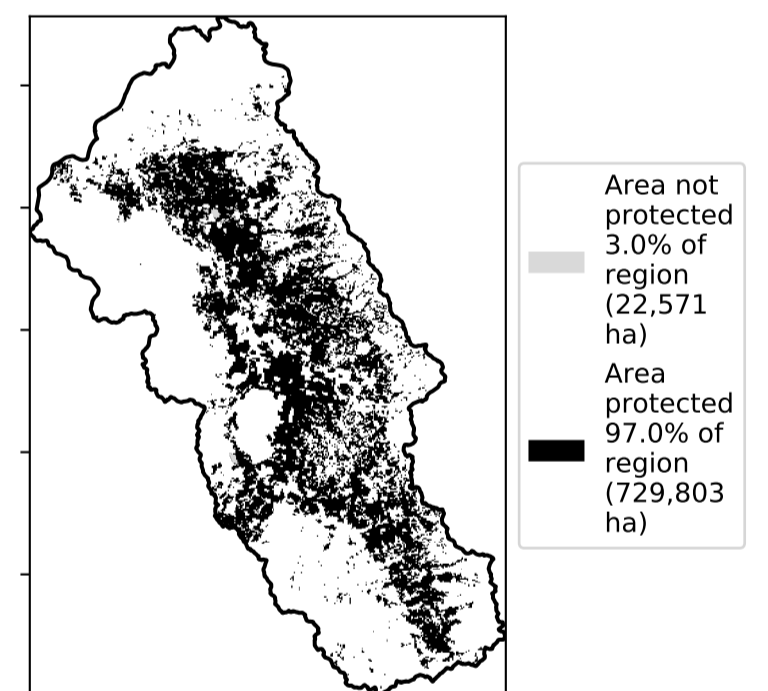 Area not
protected
3.0% of
region
(22,571
ha)
Area
protected
97.0% of
region
(729,803
ha)